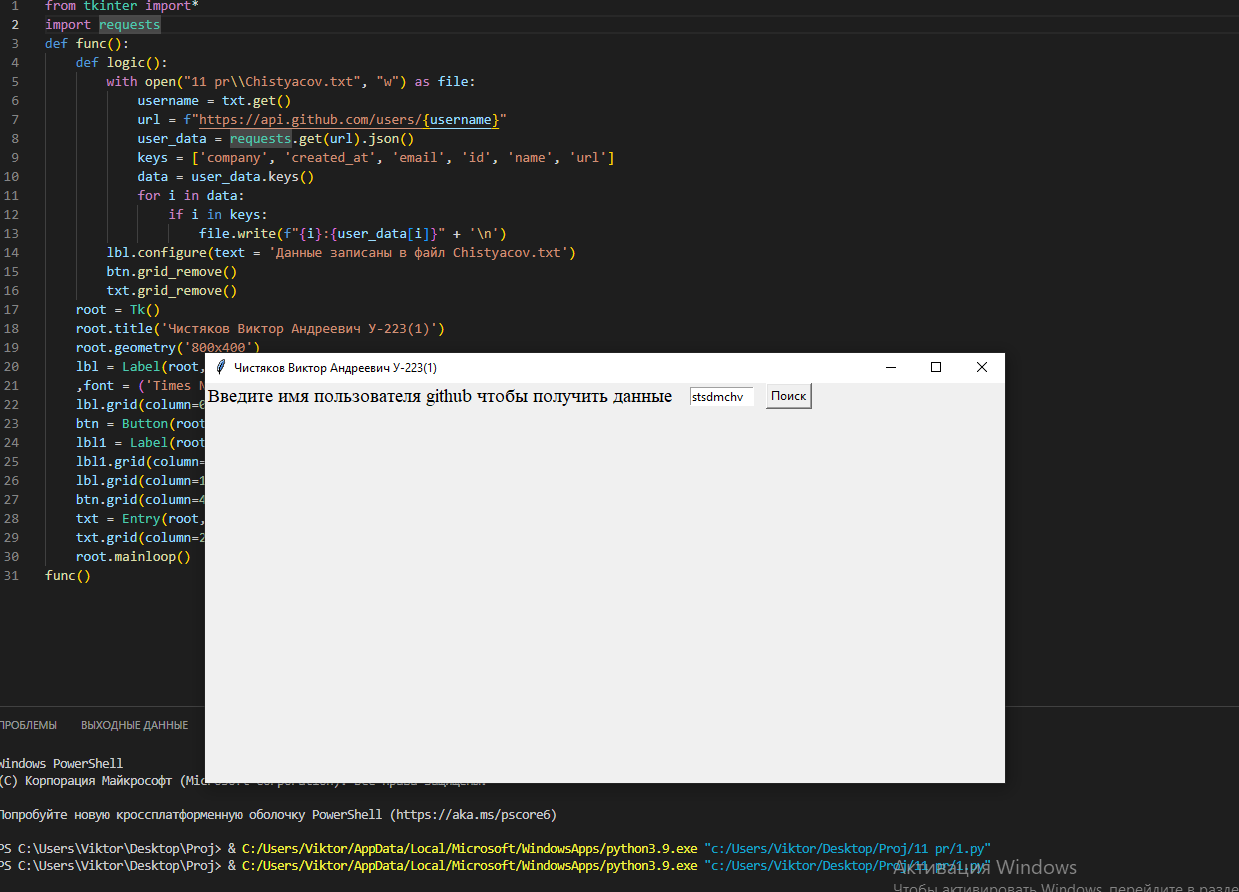 1 from tkinter import*
2 import requests
3 def func():
4 def logic():
5 with open("11 pr\\Chistyacov.txt", "w") as file:
6 username = txt.get()
7 url = f"https://api.github.com/users/{username}"
8 user_data = requests.get(url).json()
9 keys = ['company', 'created_at', 'email', 'id', 'name', 'url']
10 data = user_data.keys()
11 for i in data:
12 if i in keys:
13 file.write(f"{i}:{user_data[i]}" + '\n')
14 lbl.configure(text = 'Данные записаны в файл Chistyacov.txt')
15 btn.grid_remove()
16 txt.grid_remove()
17 root = Tk()
18 root.title('Чистяков Виктор Андреевич У-223(1)')
19 root.geometry('800x400')
20 lbl = Label(root,
21 ,font = ('Times N
22 lbl.grid(column=0
23 btn = Button(root
24 lbl1 = Label(root
25 lbl1.grid(column=
26 lbl.grid(column=1
27 btn.grid(column=4
28 txt = Entry(root,
29 txt.grid(column=2
30 root.mainloop()
31 func()
Чистяков Виктор Андреевич У-223(1)
Введите имя пользователя github чтобы получить данные stsdmchv Поиск
ПРОБЛЕМЫ ВЫХОДНЫЕ ДАННЫЕ
Windows PowerShell
(C) Корпорация Майкрософт (Microsoft Corporation). Все права защищены.
Попробуйте новую кроссплатформенную оболочку PowerShell (https://aka.ms/pscore6)
PS C:\Users\Viktor\Desktop\Proj> & C:/Users/Viktor/AppData/Local/Microsoft/WindowsApps/python3.9.exe "c:/Users/Viktor/Desktop/Proj/11 pr/1.py"
PS C:\Users\Viktor\Desktop\Proj> & C:/Users/Viktor/AppData/Local/Microsoft/WindowsApps/python3.9.exe "c:/Users/Viktor/Desktop/Proj/11 pr/1.py"
Активация Windows
Чтобы активировать Windows, перейдите в разде